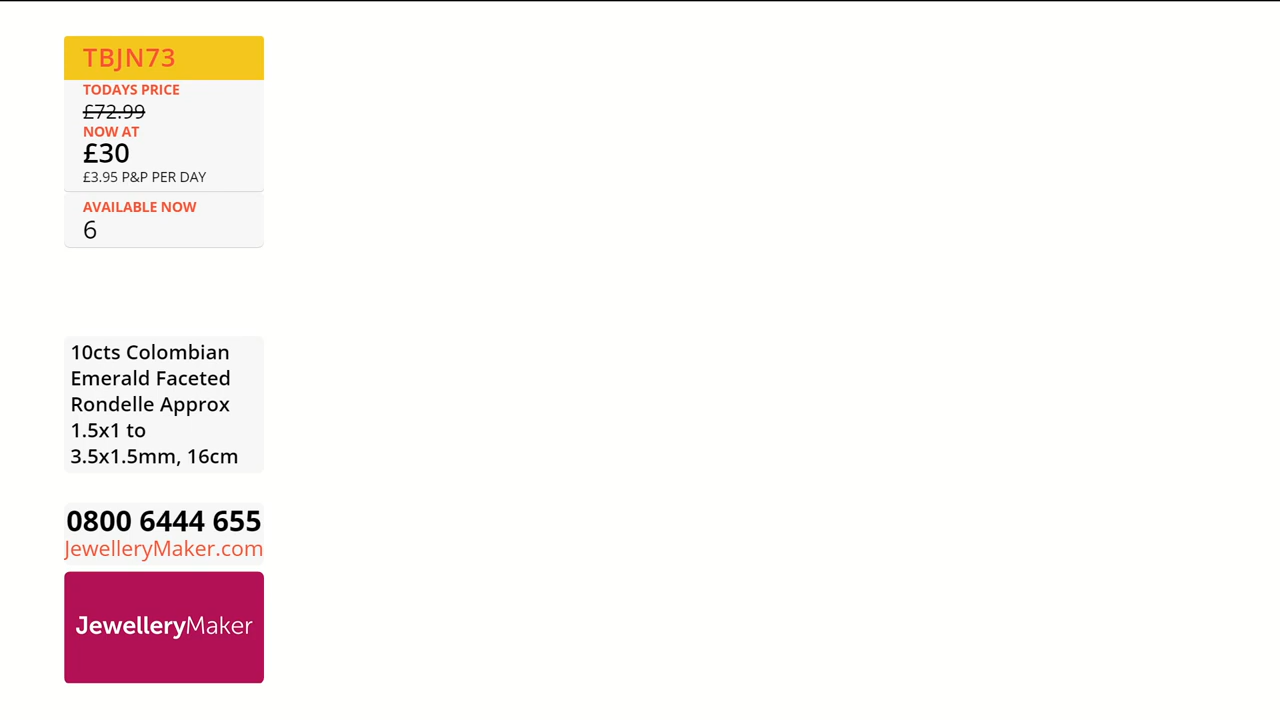 TBJN73
TODAYS PRICE
£72.99
NOW AT
£30
£3.95 P&P PER DAY
AVAILABLE NOW
6
10cts Colombian
Emerald Faceted
Rondelle Approx
1.5x1 to
3.5x1.5mm, 16cm
0800 6444 655
JewelleryMaker.com
JewelleryMaker